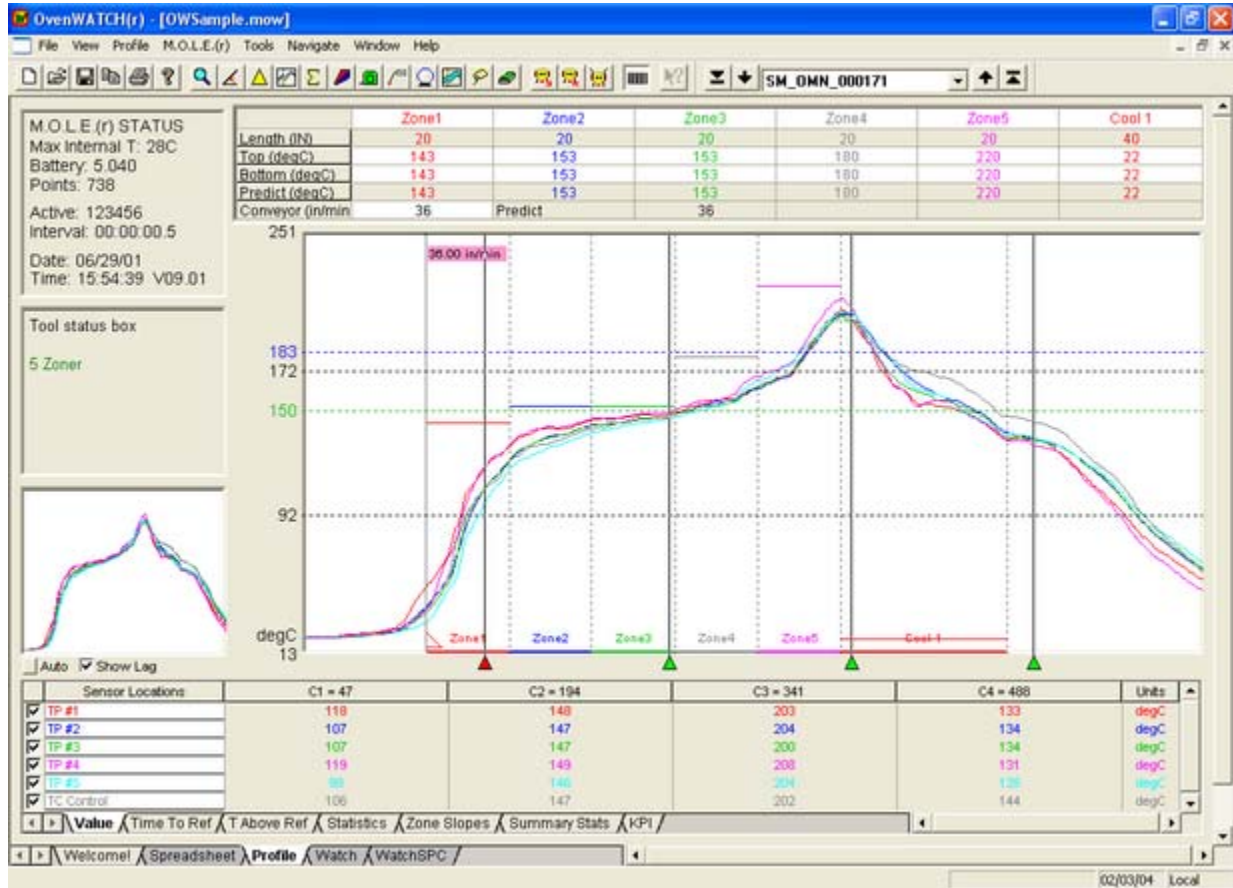 OvenWATCH(r) - [OWSample.mow]
File View Profile M.O.L.E.(r) Tools Navigate Window Help
SM_OMN_000171
M.O.L.E.(r) STATUS
Max Internal T: 28C
Battery: 5.040
Points: 738
Active: 123456
Interval: 00:00:00.5
Date: 06/29/01
Time: 15:54:39 V09.01
Tool status box
5 Zoner
Auto Show Lag
Zone1 Zone2 Zone3 Zone4 Zone5 Cool 1
Length (IN) 20 20 20 20 20 40
Top (degC) 143 153 153 180 220 22
Bottom (degC) 143 153 153 180 220 22
Predict (degC) 143 153 153 180 220 22
Conveyor (in/min 36 Predict 36
251
36.00 in/min
183
172
150
92
degC
13
Zone1 Zone2 Zone3 Zone4 Zone5 Cool 1
Sensor Locations C1 = 47 C2 = 194 C3 = 341 C4 = 488 Units
TP #1 118 148 203 133 degC
TP #2 107 147 204 134 degC
TP #3 107 147 200 134 degC
TP #4 119 149 208 131 degC
TP #5 146 204 degC
TC Control 106 147 202 144 degC
Value Time To Ref T Above Ref Statistics Zone Slopes Summary Stats KPI
Welcome! Spreadsheet Profile Watch WatchSPC
02/03/04 Local